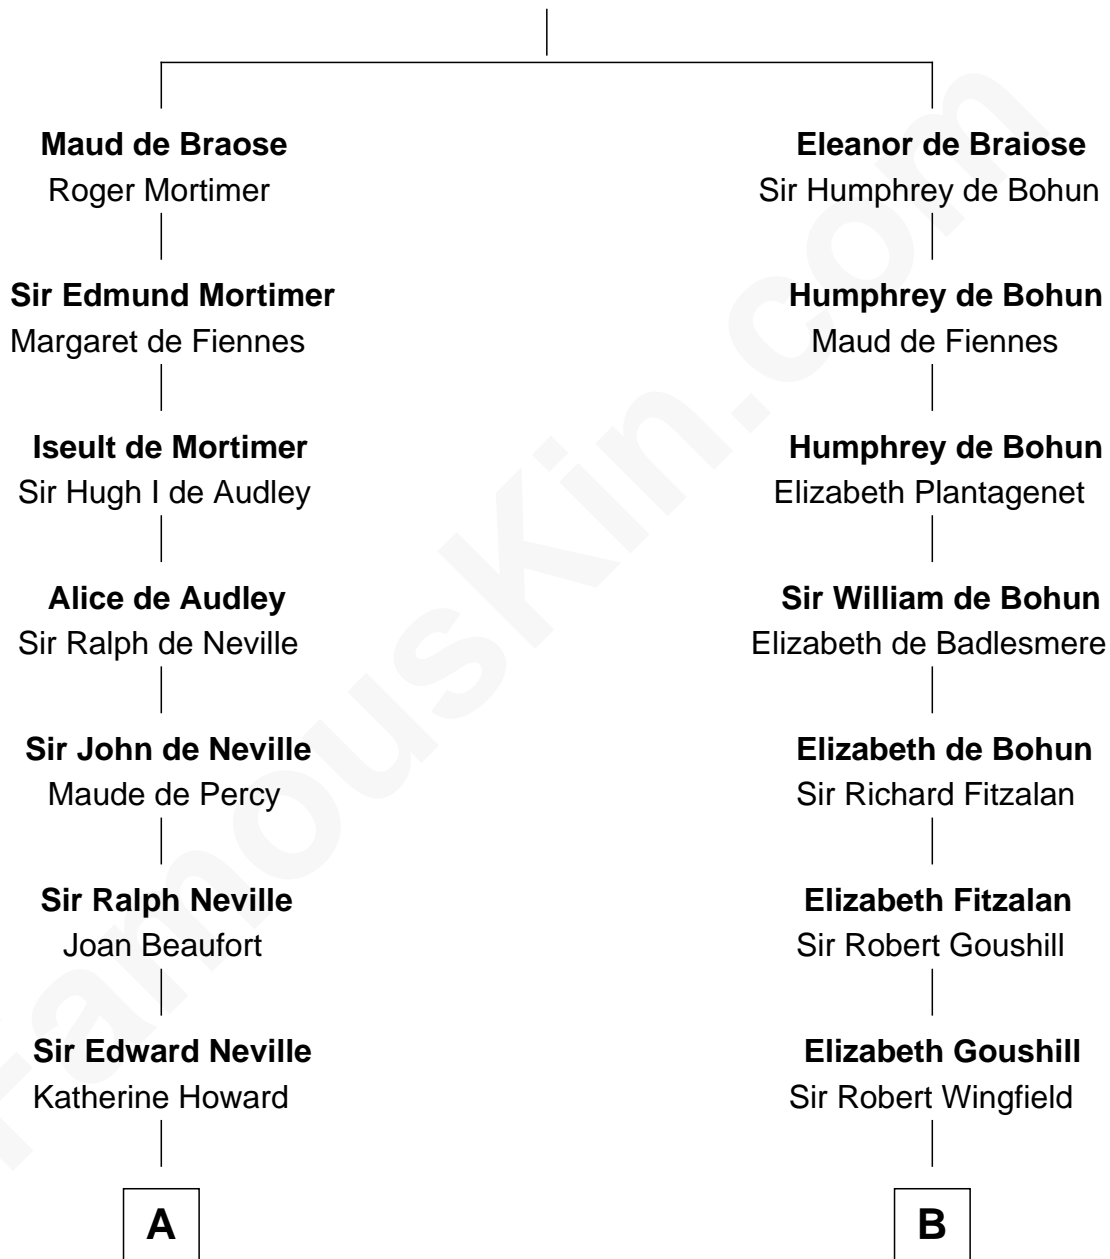 Maud de Braose
Roger Mortimer
Sir Edmund Mortimer
Margaret de Fiennes
Iseult de Mortimer
Sir Hugh I de Audley
Alice de Audley
Sir Ralph de Neville
Sir John de Neville
Maude de Percy
Sir Ralph Neville
Joan Beaufort
Sir Edward Neville
Katherine Howard
A
Eleanor de Braiose
Sir Humphrey de Bohun
Humphrey de Bohun
Maud de Fiennes
Humphrey de Bohun
Elizabeth Plantagenet
Sir William de Bohun
Elizabeth de Badlesmere
Elizabeth de Bohun
Sir Richard Fitzalan
Elizabeth Fitzalan
Sir Robert Goushill
Elizabeth Goushill
Sir Robert Wingfield
B
FamousKin.com